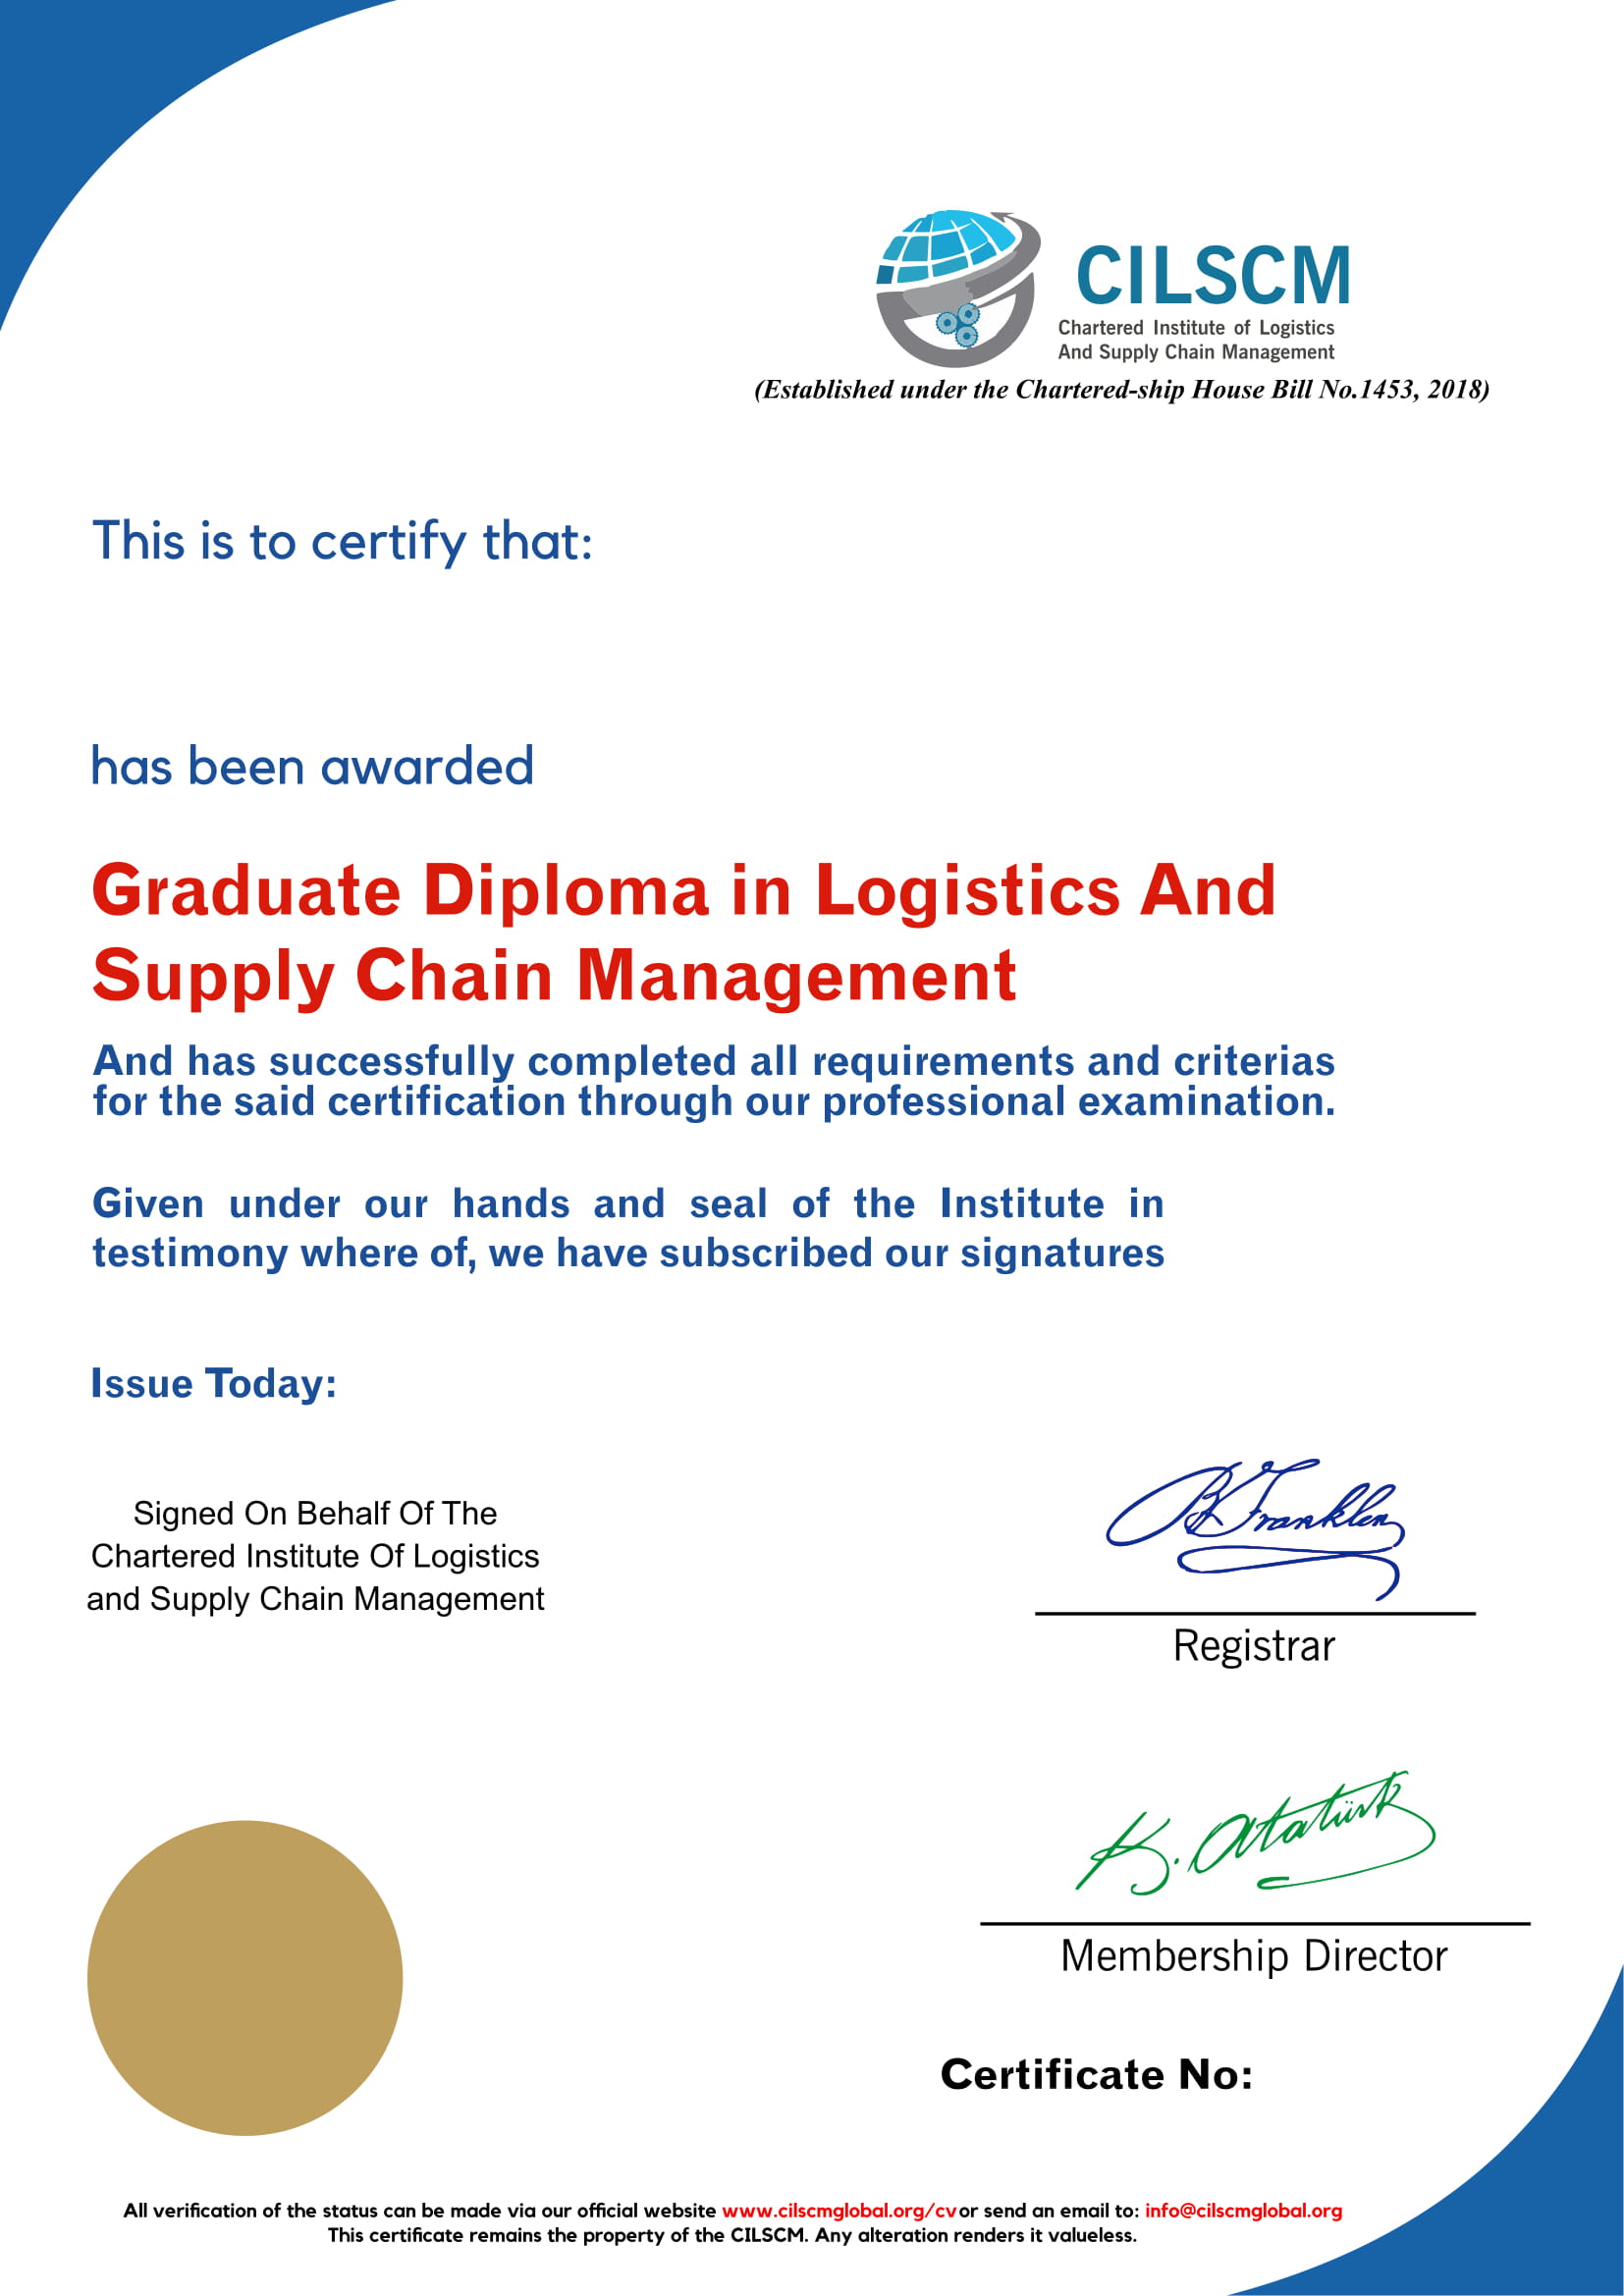 CILSCM
Chartered Institute of Logistics
And Supply Chain Management
(Established under the Chartered-ship House Bill No.1453, 2018)
This is to certify that:
has been awarded
Graduate Diploma in Logistics And
Supply Chain Management
And has successfully completed all requirements and criterias
for the said certification through our professional examination.
Given under our hands and seal of the Institute in
testimony where of, we have subscribed our signatures
Issue Today:
Signed On Behalf Of The
Chartered Institute Of Logistics
and Supply Chain Management
B Franklin
Registrar
K. Atatürk
Membership Director
Certificate No:
All verification of the status can be made via our official website www.cilscmglobal.org/cv or send an email to: info@cilscmglobal.org
This certificate remains the property of the CILSCM. Any alteration renders it valueless.